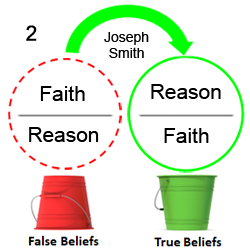 2
Joseph
Smith
Faith
Reason
Reason
Faith
False Beliefs
True Beliefs